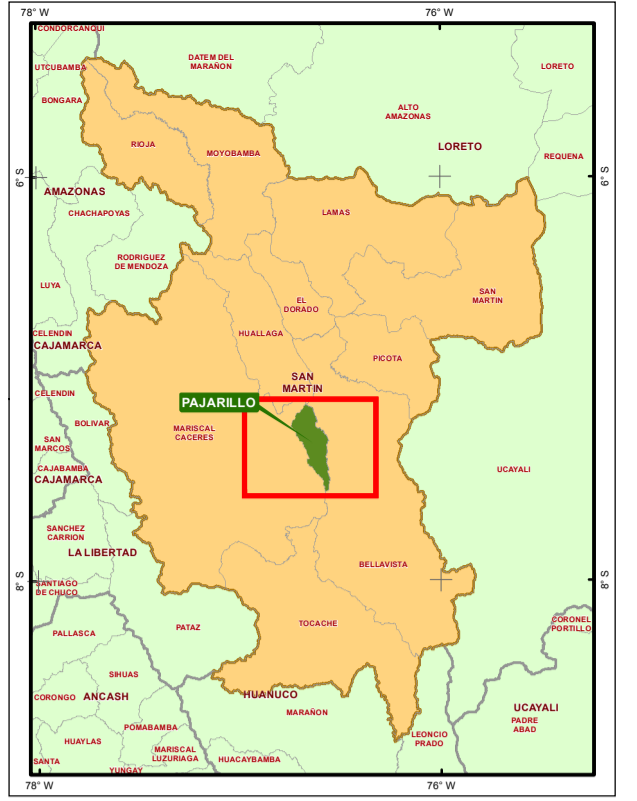 78° W
76° W
CONDORCANQUI
DATEM DEL
MARAÑON
UTCUBAMBA
LORETO
BONGARA
ALTO
AMAZONAS
RIOJA
MOYOBAMBA
LORETO
REQUENA
6° S
6° S
AMAZONAS
CHACHAPOYAS
LAMAS
RODRIGUEZ
DE MENDOZA
LUYA
SAN
MARTIN
EL
DORADO
HUALLAGA
CELENDIN
CAJAMARCA
PICOTA
SAN
MARTIN
CELENDIN
PAJARILLO
BOLIVAR
MARISCAL
CACERES
SAN
MARCOS
CAJABAMBA
CAJAMARCA
UCAYALI
SANCHEZ
CARRION
LA LIBERTAD
BELLAVISTA
8° S
8° S
SANTIAGO
DE CHUCO
PALLASCA
PATAZ
TOCACHE
CORONEL
PORTILLO
SIHUAS
CORONGO
ANCASH
HUANUCO
MARAÑON
UCAYALI
PADRE
ABAD
POMABAMBA
HUAYLAS
MARISCAL
LUZURIAGA
LEONCIO
PRADO
SANTA
YUNGAY
HUACAYBAMBA
78° W
76° W